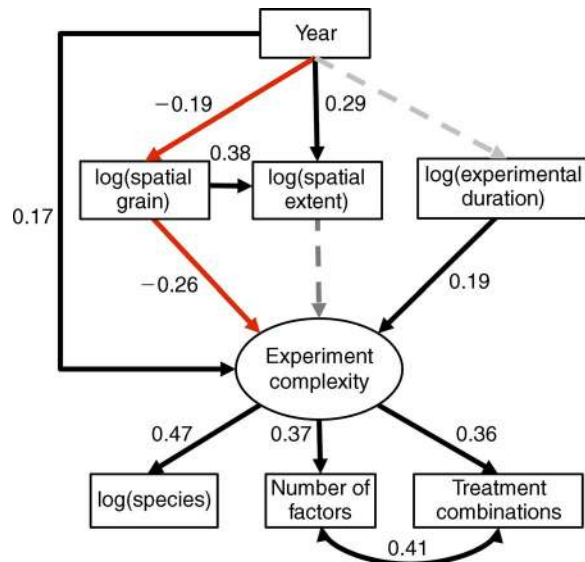 Year
−0.19
0.29
0.38
log(spatial
grain)
log(spatial
extent)
log(experimental
duration)
0.17
−0.26
0.19
Experiment
complexity
0.47
0.37
0.36
log(species)
Number of
factors
Treatment
combinations
0.41